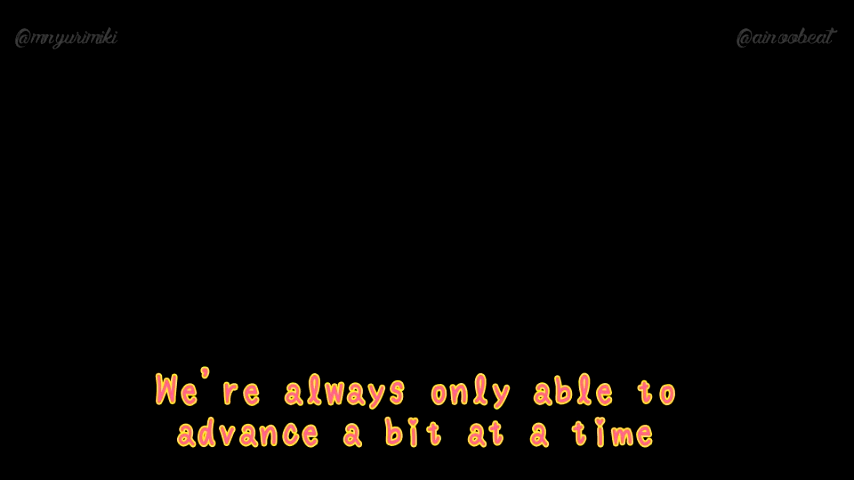 @mnyurimiki
@ainoobeat
We're always only able to
advance a bit at a time